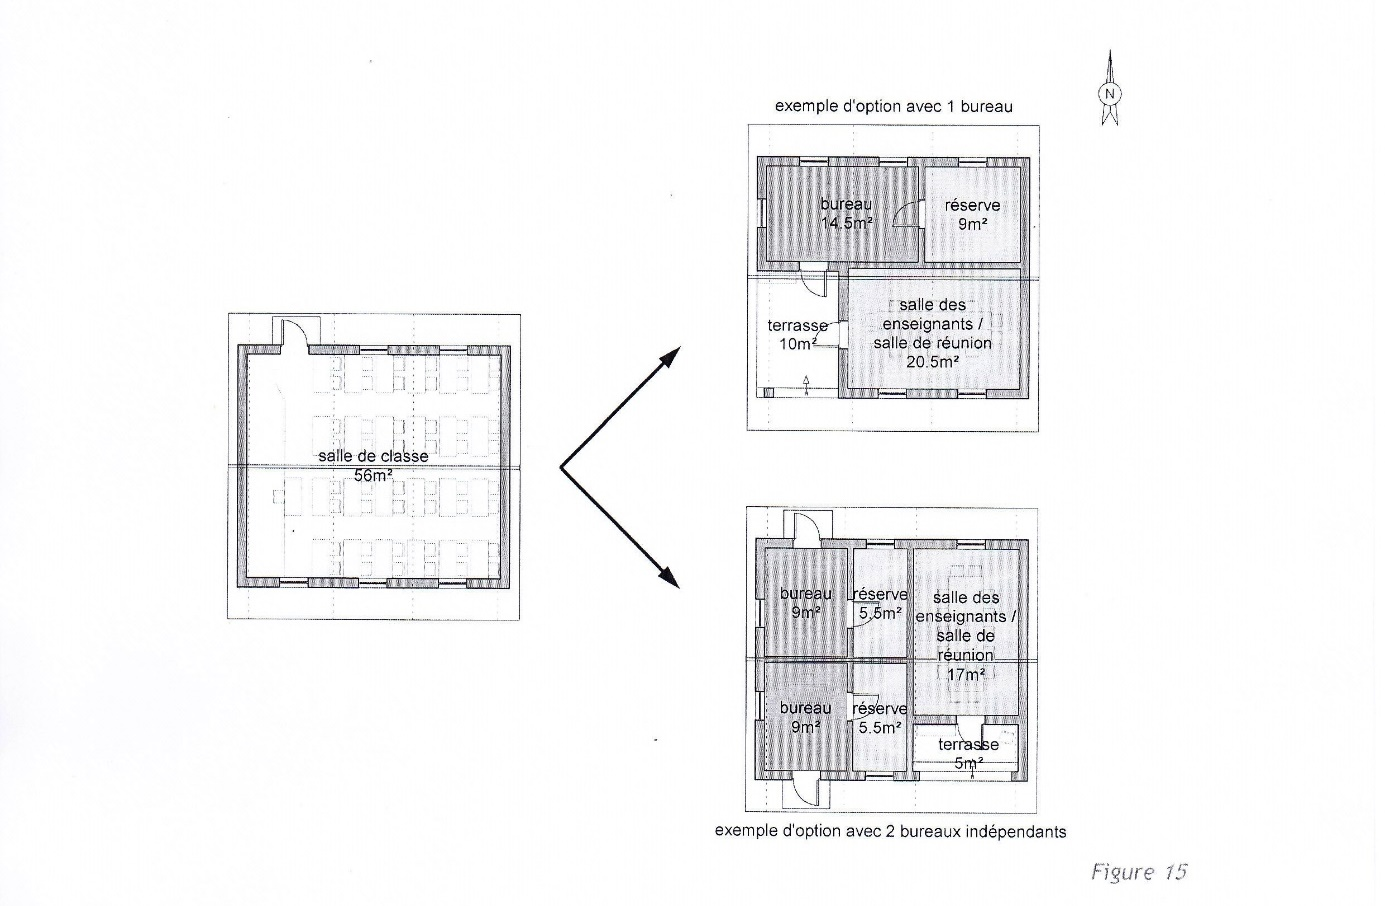 exemple d'option avec 1 bureau
N
bureau
14.5m²
réserve
9m²
terrasse
10m²
salle des
enseignants /
salle de réunion
20.5m²
salle de classe
56m²
bureau
9m²
réserve
5.5m²
salle des
enseignants /
salle de
réunion
17m²
bureau
9m²
réserve
5.5m²
terrasse
5m²
exemple d'option avec 2 bureaux indépendants
Figure 15